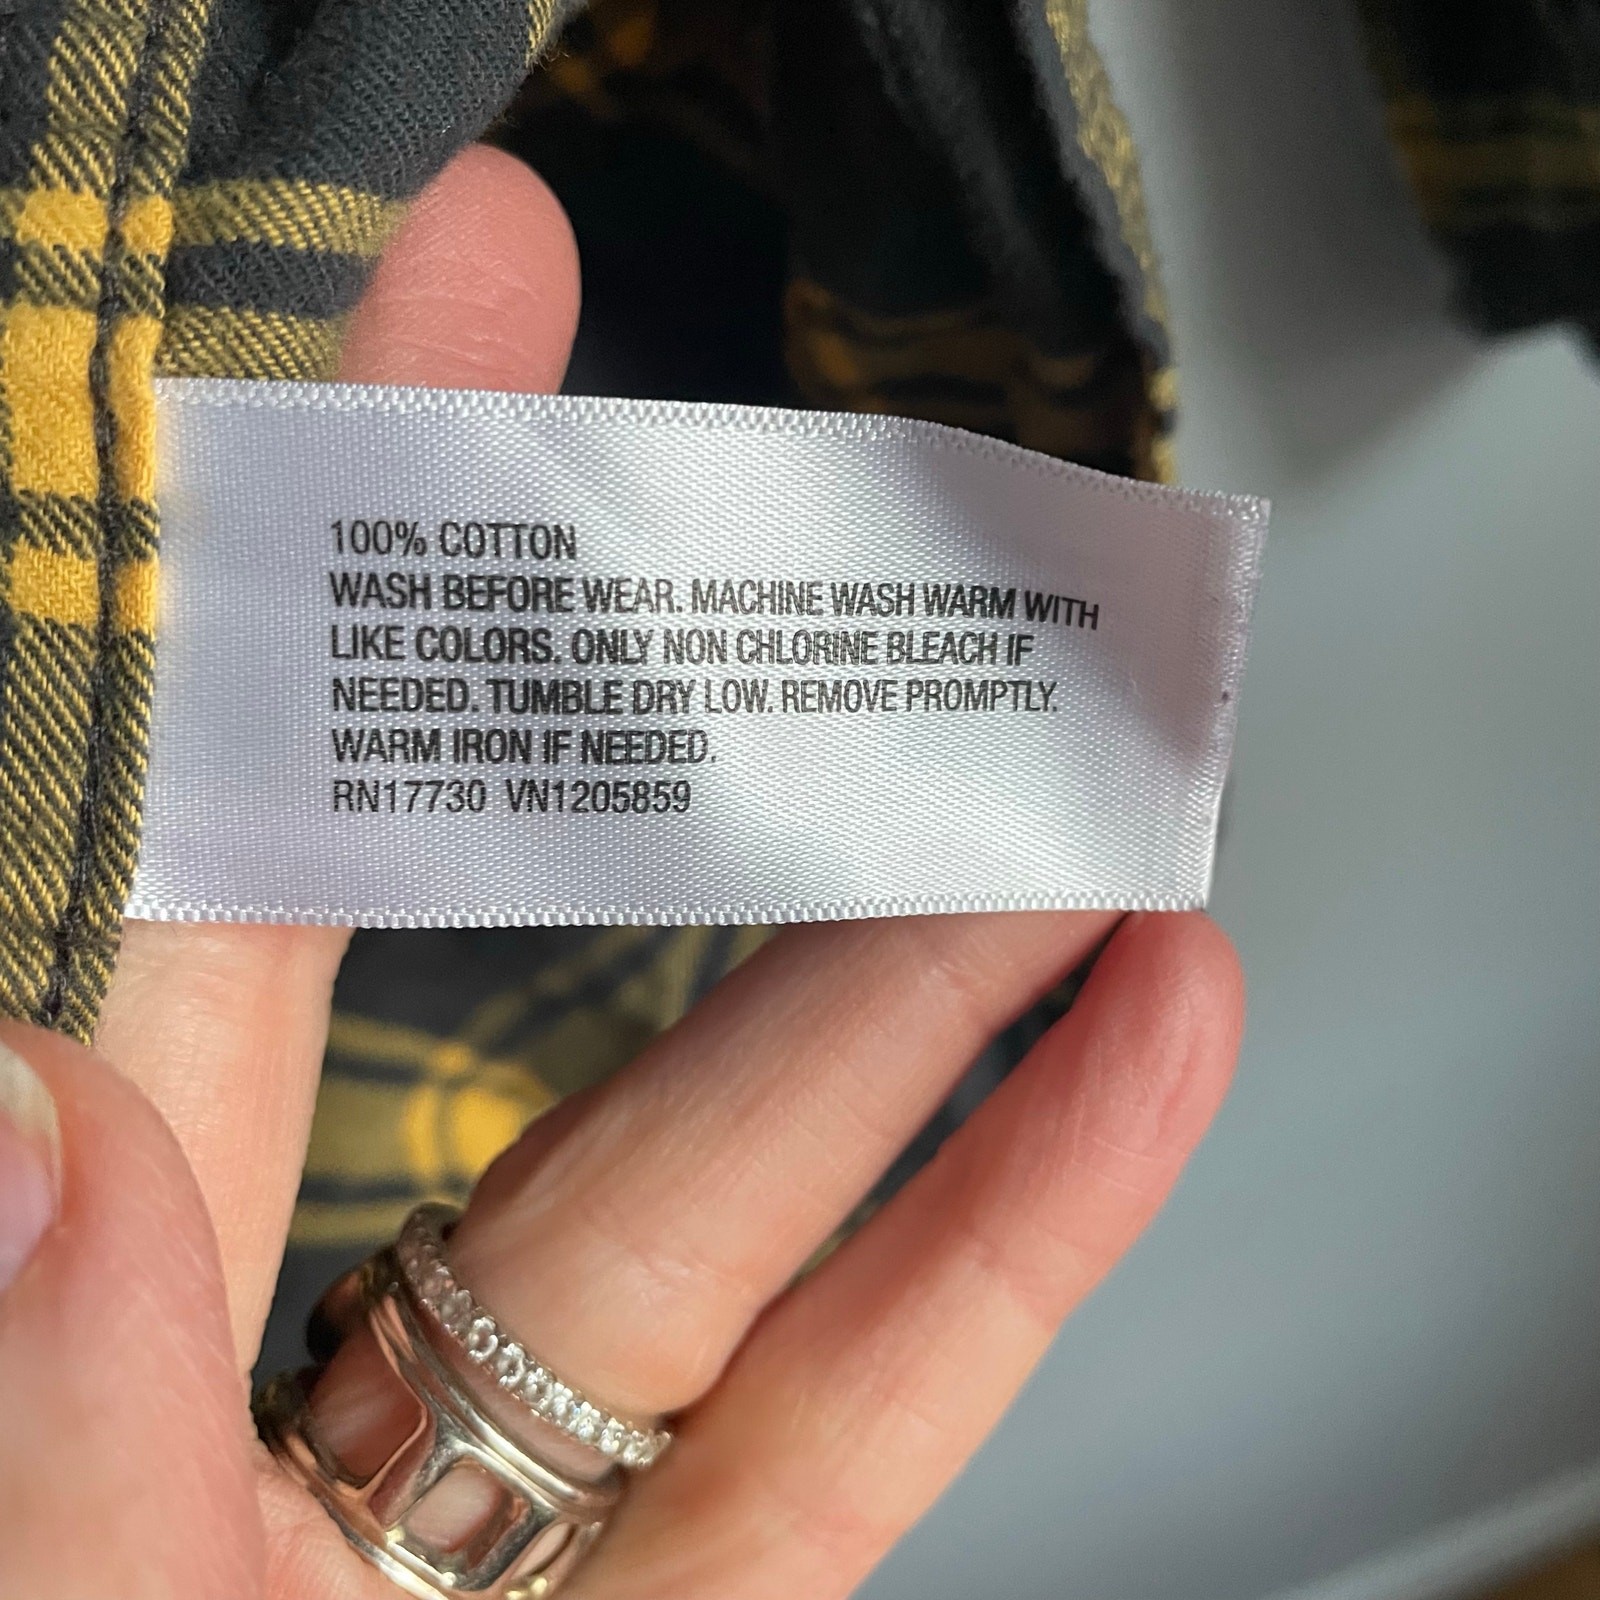 100% COTTON
WASH BEFORE WEAR. MACHINE WASH WARM WITH
LIKE COLORS. ONLY NON CHLORINE BLEACH IF
NEEDED. TUMBLE DRY LOW. REMOVE PROMPTLY.
WARM IRON IF NEEDED.
RN17730 VN1205859